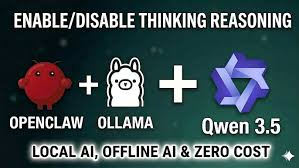 ENABLE/DISABLE THINKING REASONING
OPENCLAW + OLLAMA + Qwen 3.5
LOCAL AI, OFFLINE AI & ZERO COST